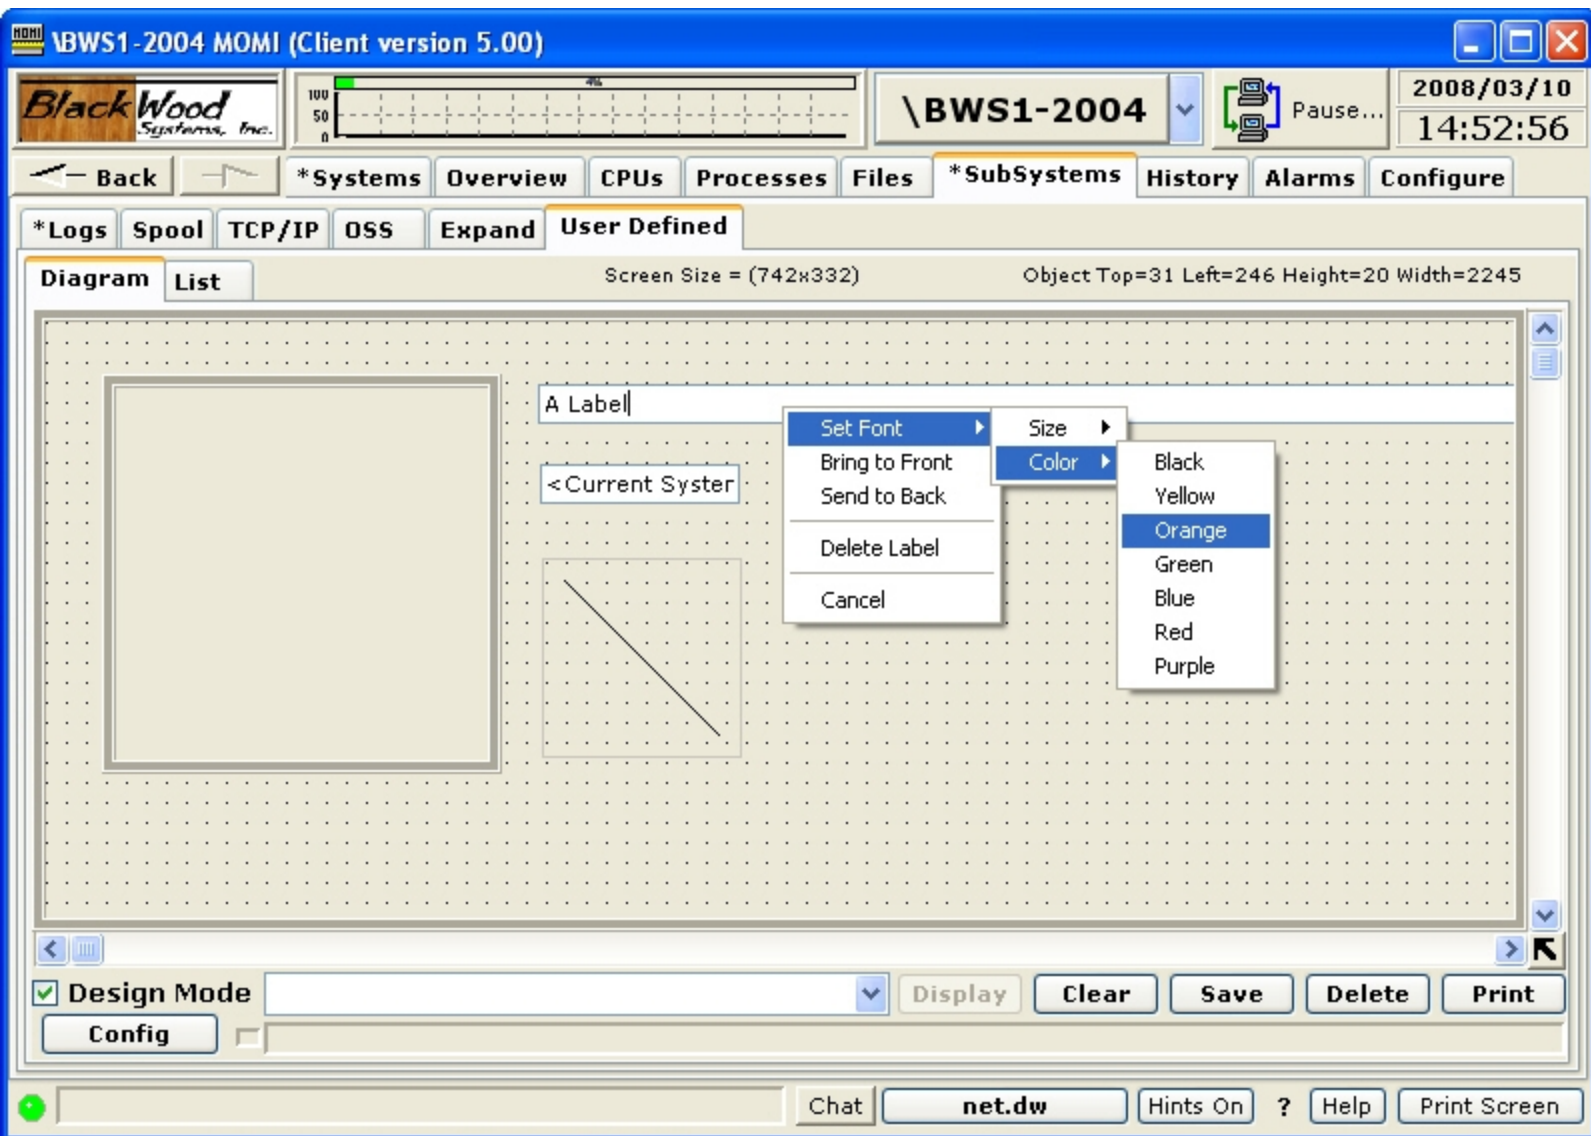 MOMI \BWS1-2004 MOMI (Client version 5.00)
BlackWood
Systems, Inc.
4%
100
50
0
\BWS1-2004
Pause...
2008/03/10
14:52:56
Back
*Systems Overview CPUs Processes Files *SubSystems History Alarms Configure
*Logs Spool TCP/IP OSS Expand User Defined
Diagram List
Screen Size = (742x332)
Object Top=31 Left=246 Height=20 Width=2245
A Label
<Current Syster
Set Font
Bring to Front
Send to Back
Delete Label
Cancel
Size
Color
Black
Yellow
Orange
Green
Blue
Red
Purple
Design Mode
Display Clear Save Delete Print
Config
Chat net.dw Hints On ? Help Print Screen